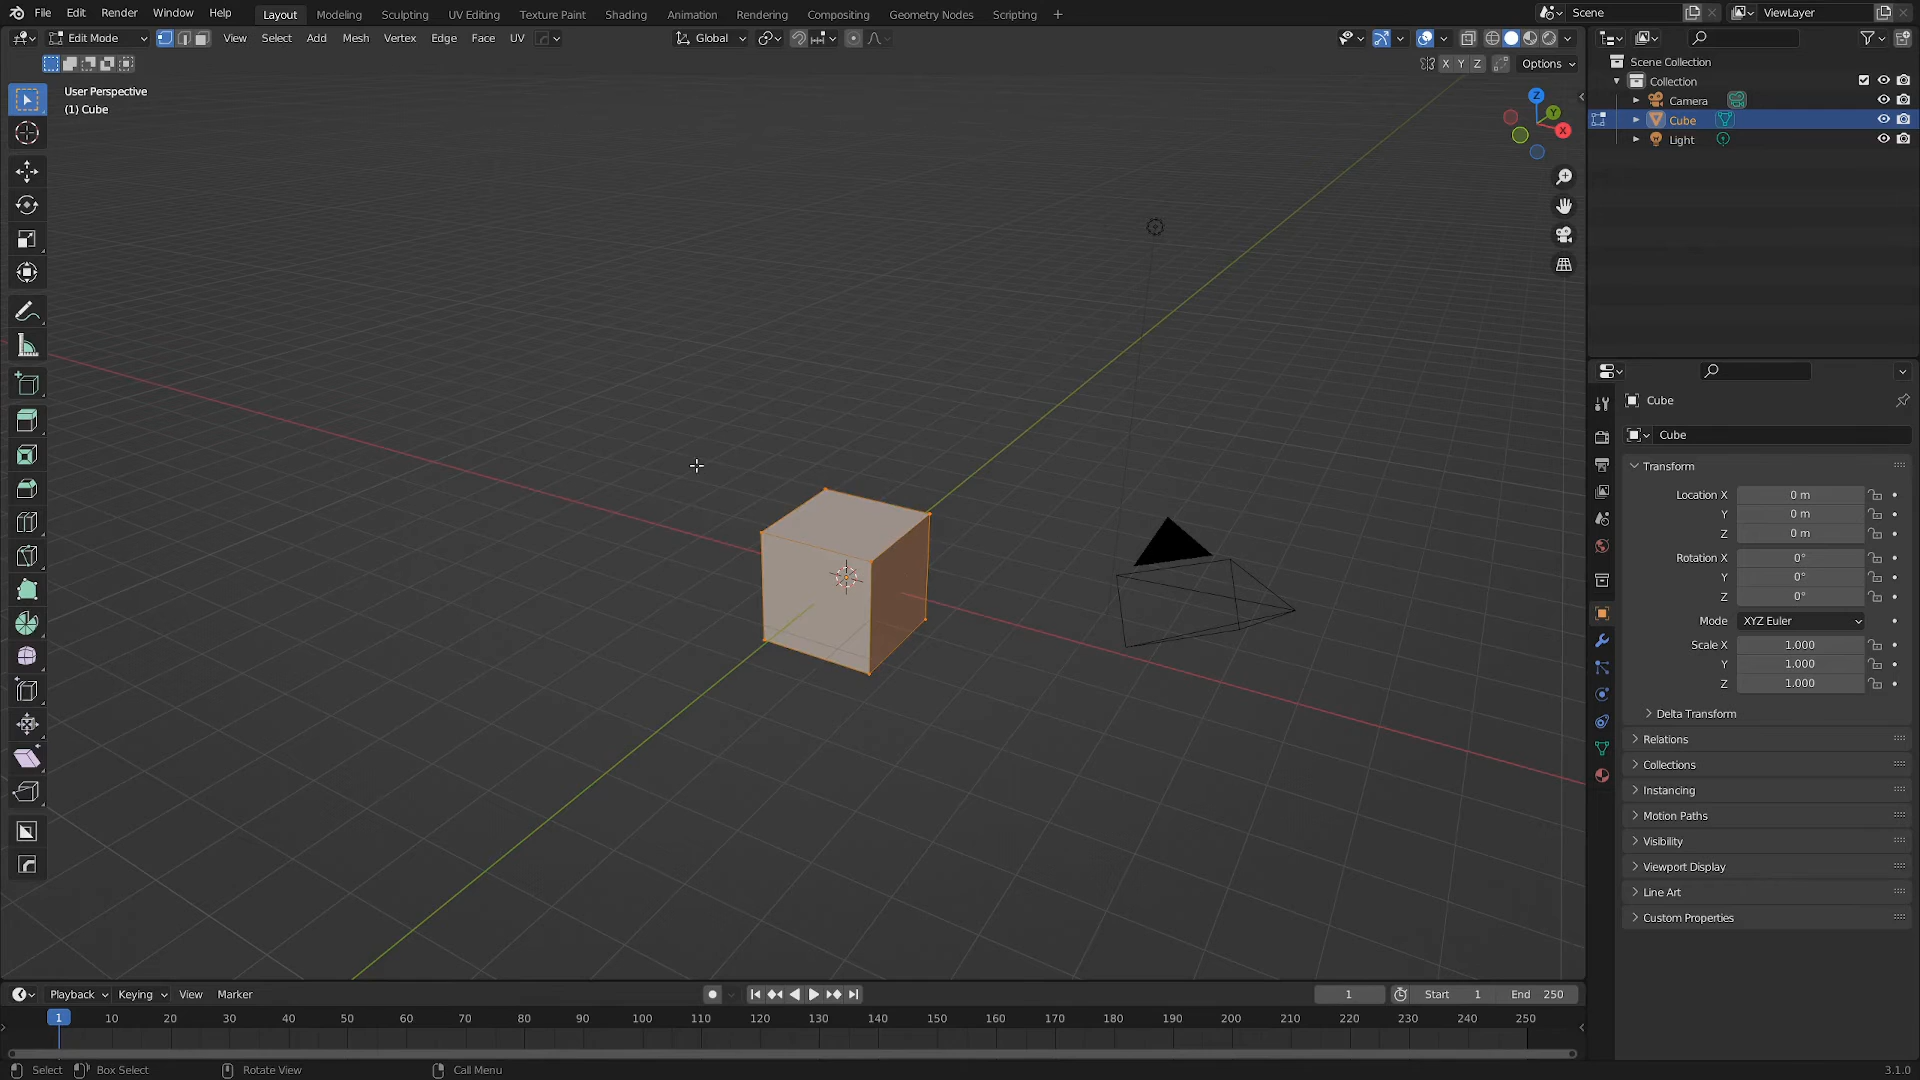 File Edit Render Window Help Layout Modeling Sculpting UV Editing Texture Paint Shading Animation Rendering Compositing Geometry Nodes Scripting + Scene ViewLayer
Edit Mode View Select Add Mesh Vertex Edge Face UV Global
X Y Z Options
User Perspective
(1) Cube
Z
Y
X
Scene Collection
Collection
Camera
Cube
Light
Cube
Cube
Transform
Location X 0 m
Y 0 m
Z 0 m
Rotation X 0°
Y 0°
Z 0°
Mode XYZ Euler
Scale X 1.000
Y 1.000
Z 1.000
Delta Transform
Relations
Collections
Instancing
Motion Paths
Visibility
Viewport Display
Line Art
Custom Properties
Playback Keying View Marker 1 Start 1 End 250
1 10 20 30 40 50 60 70 80 90 100 110 120 130 140 150 160 170 180 190 200 210 220 230 240 250
Select Box Select Rotate View Call Menu 3.1.0